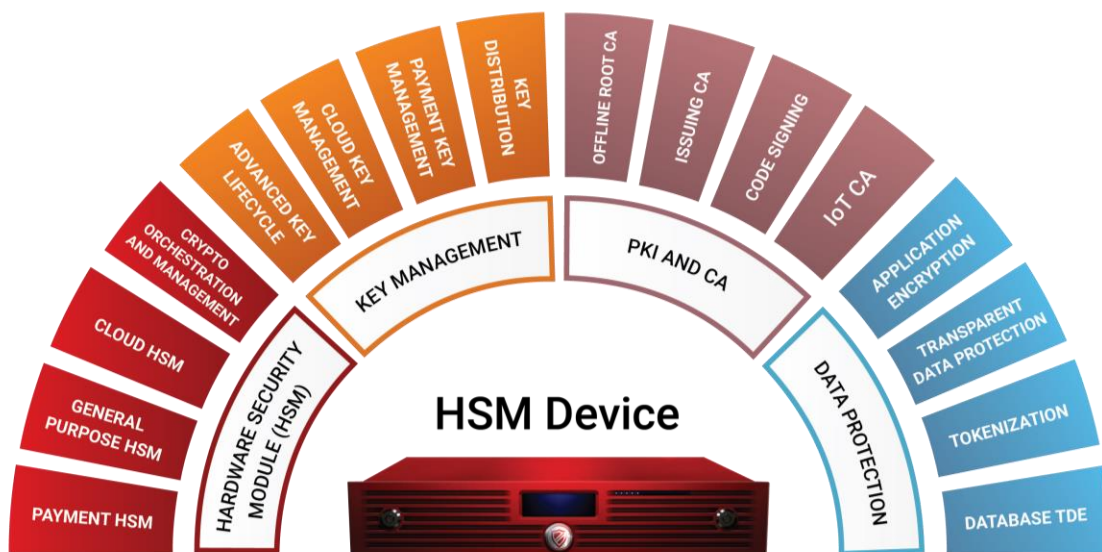 PAYMENT HSM
GENERAL
PURPOSE HSM
CLOUD HSM
CRYPTO
ORCHESTRATION
AND MANAGEMENT
HARDWARE SECURITY
MODULE (HSM)
ADVANCED KEY
LIFECYCLE
CLOUD KEY
MANAGEMENT
PAYMENT KEY
MANAGEMENT
KEY
DISTRIBUTION
KEY MANAGEMENT
OFFLINE ROOT CA
ISSUING CA
CODE SIGNING
IoT CA
PKI AND CA
APPLICATION
ENCRYPTION
TRANSPARENT
DATA PROTECTION
TOKENIZATION
DATABASE TDE
DATA PROTECTION
HSM Device